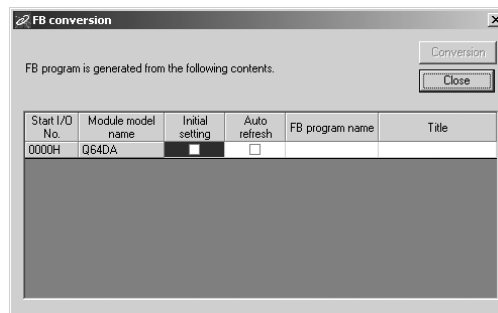 FB conversion
Conversion
FB program is generated from the following contents.
Close
Start I/O No.
Module model name
Initial setting
Auto refresh
FB program name
Title
0000H
Q64DA